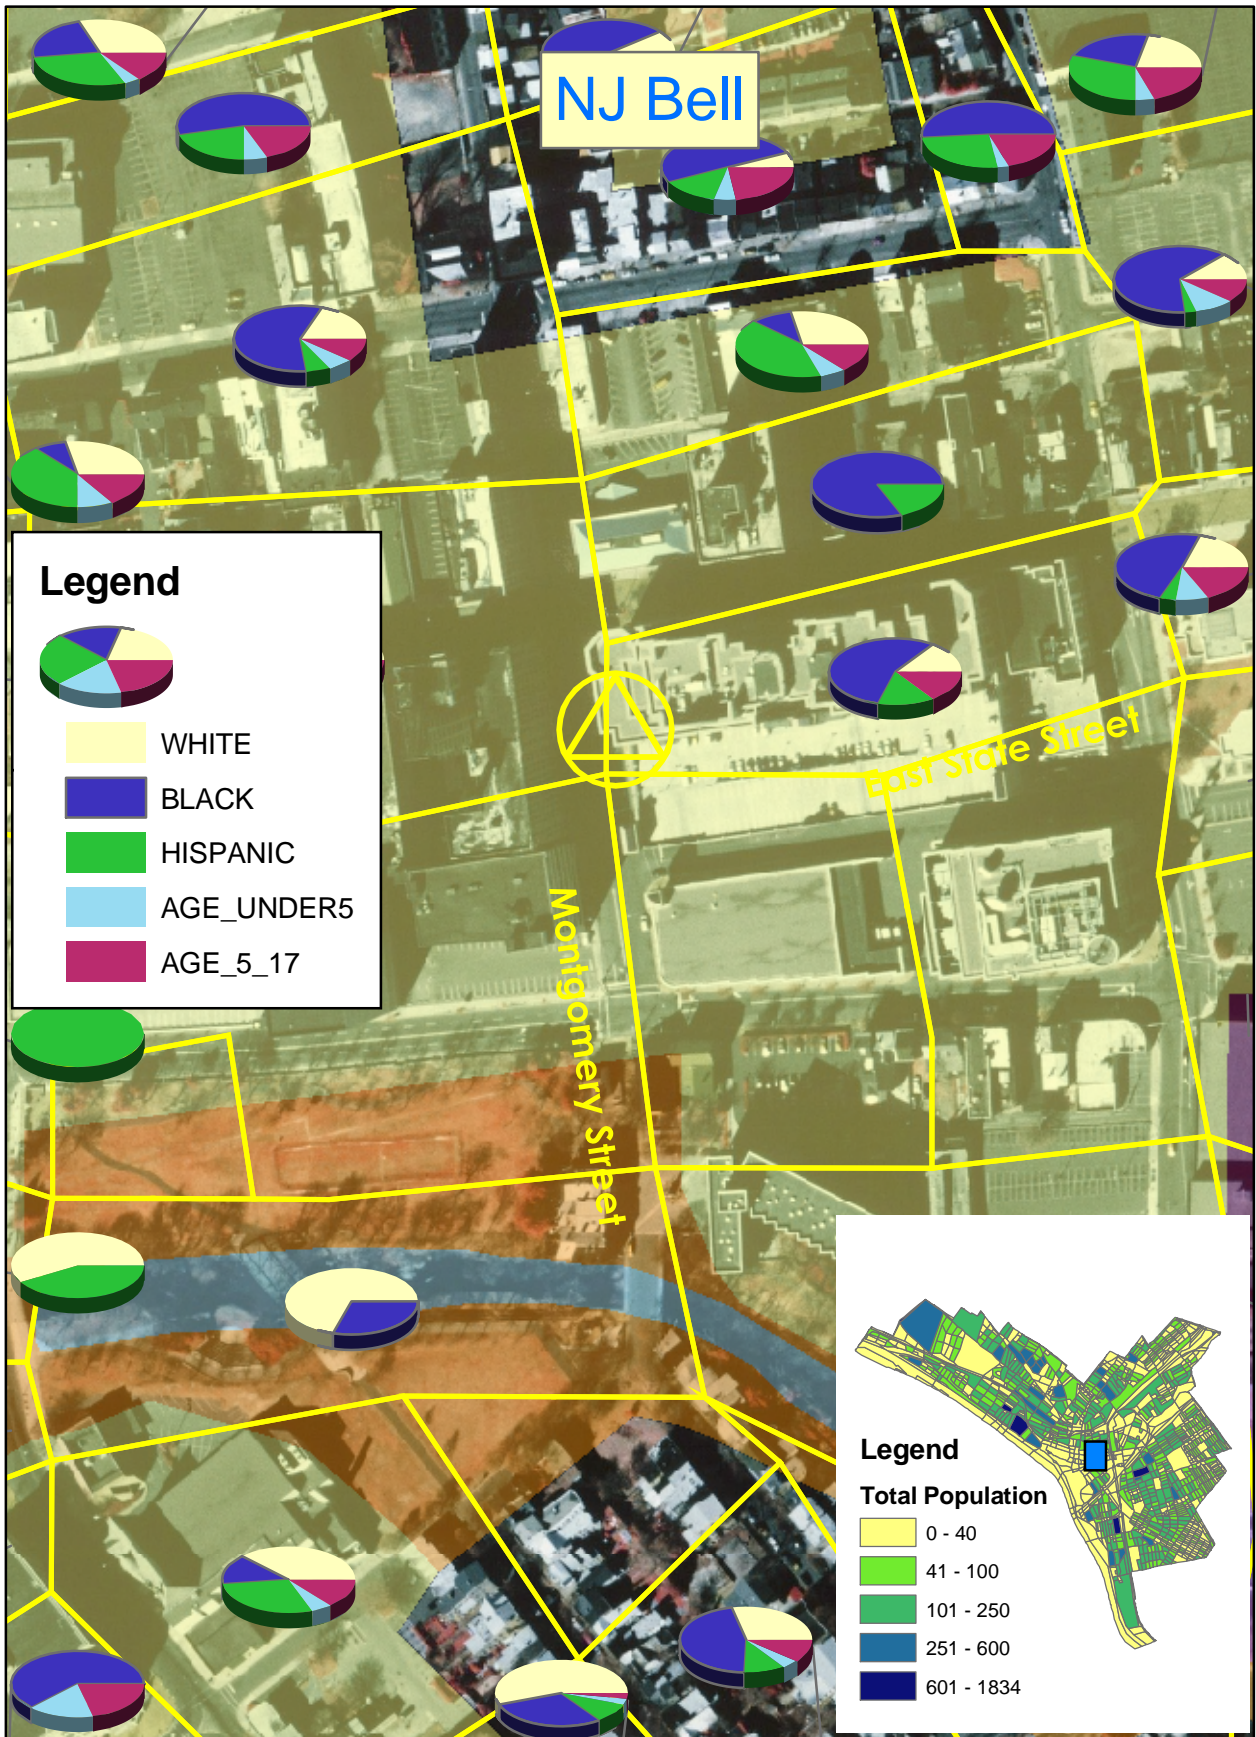 NJ Bell
Legend
WHITE
BLACK
HISPANIC
AGE_UNDER5
AGE_5_17
East State Street
Montgomery Street
Legend
Total Population
0 - 40
41 - 100
101 - 250
251 - 600
601 - 1834